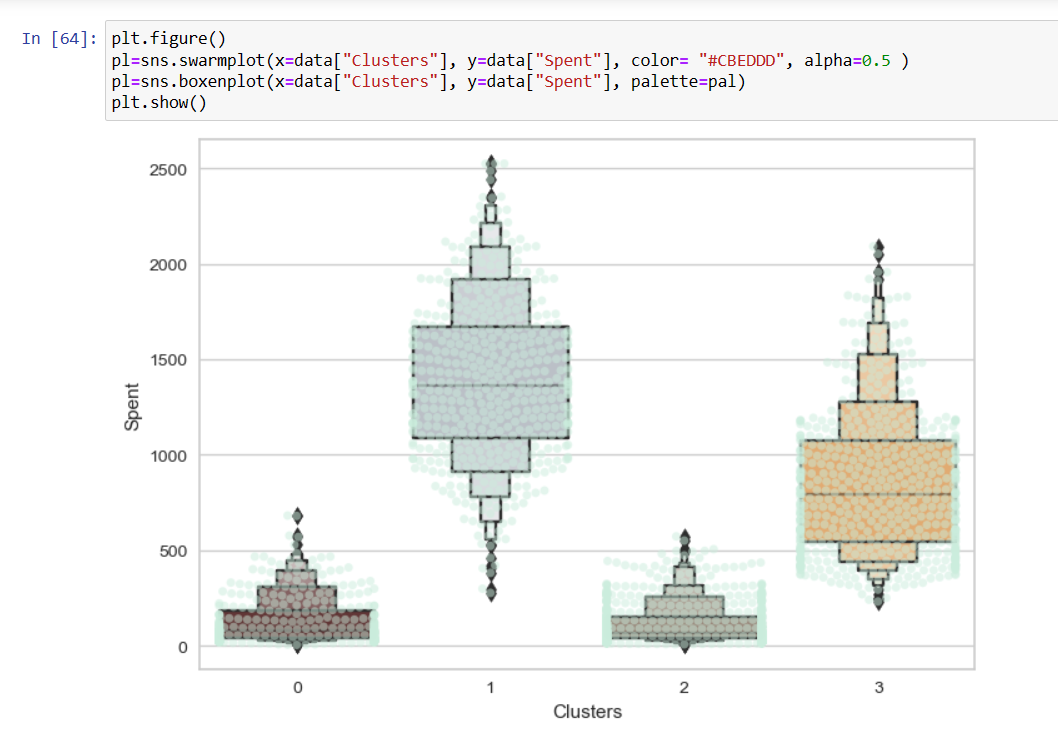 In [64]:
plt.figure()
pl=sns.swarmplot(x=data["Clusters"], y=data["Spent"], color= "#CBEDDD", alpha=0.5 )
pl=sns.boxenplot(x=data["Clusters"], y=data["Spent"], palette=pal)
plt.show()
2500
2000
1500
1000
500
0
Spent
0 1 2 3
Clusters